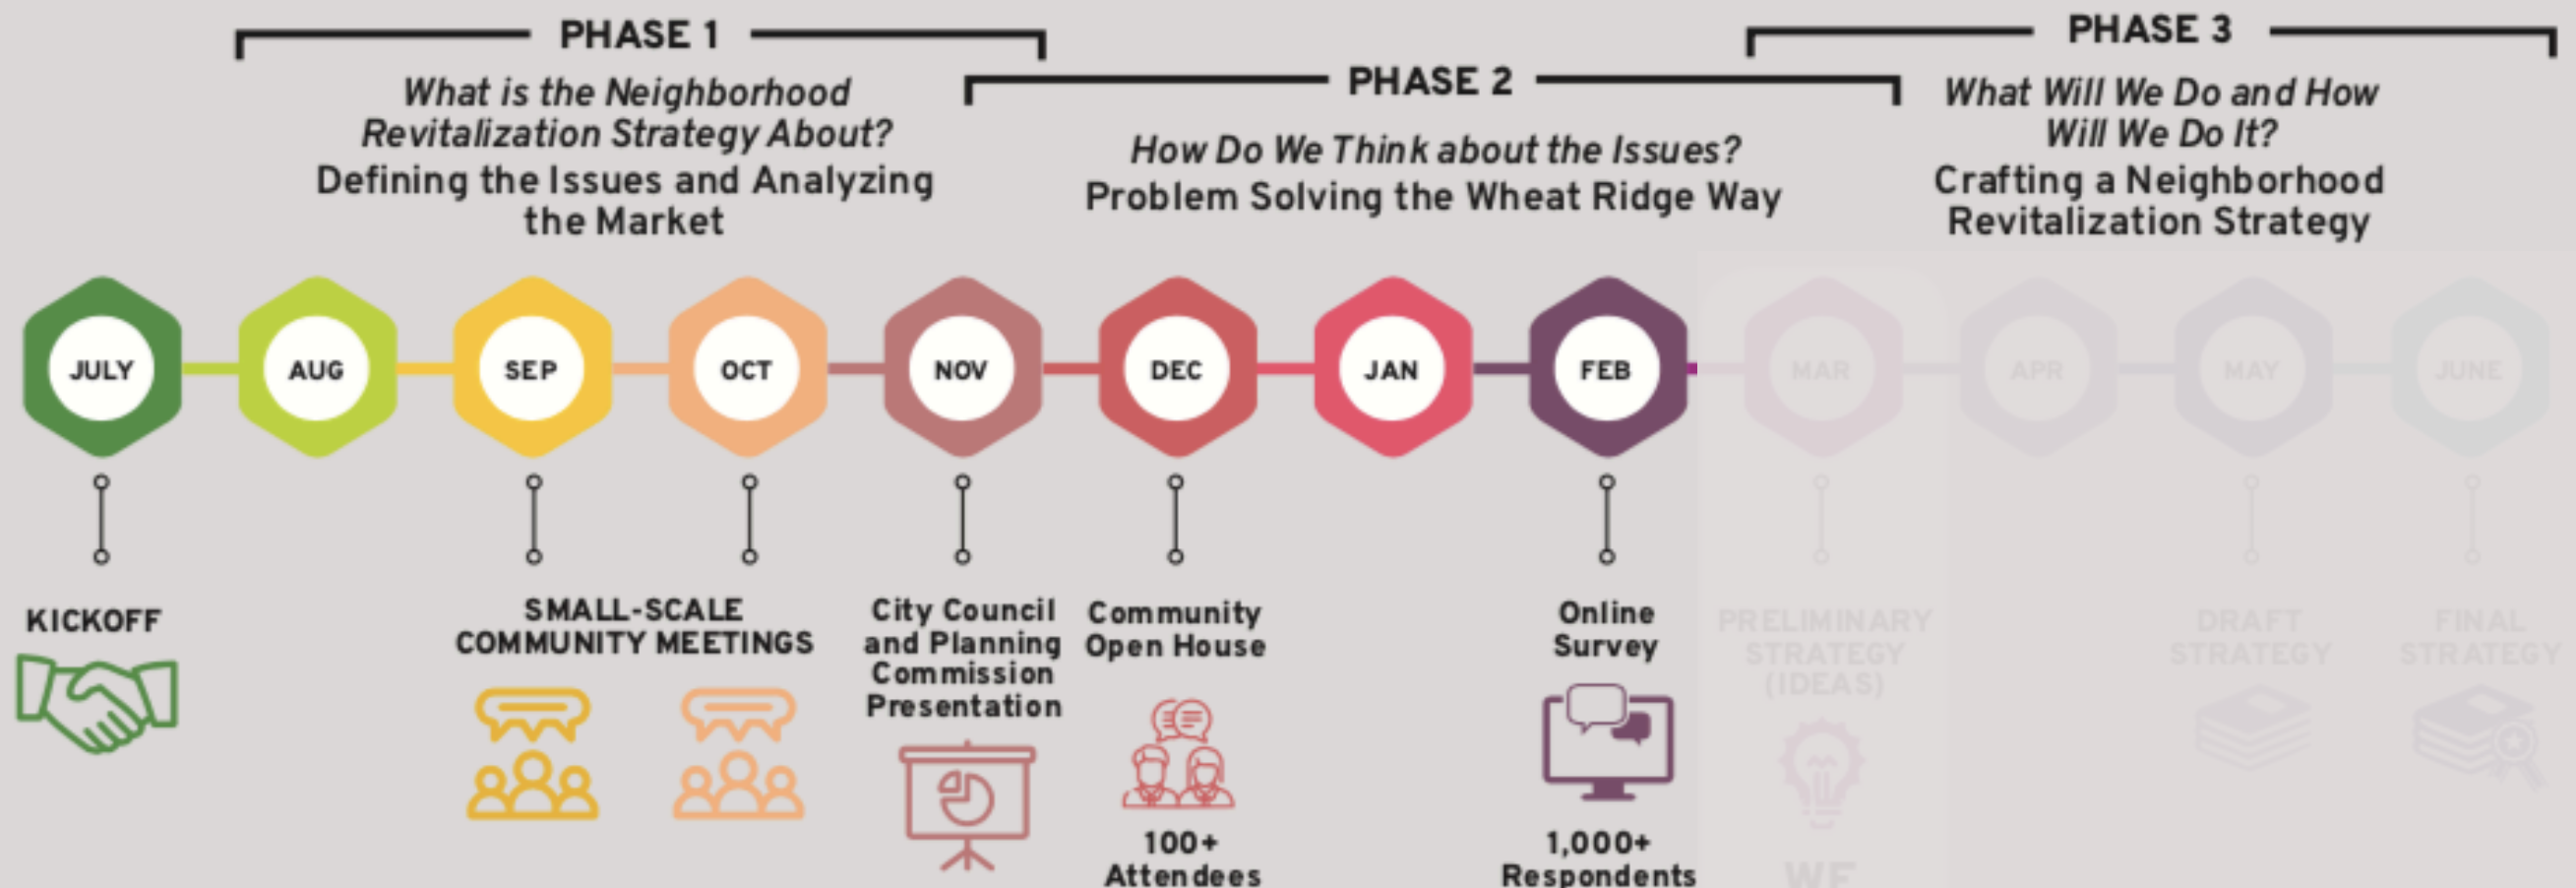 PHASE 1
What is the Neighborhood
Revitalization Strategy About?
Defining the Issues and Analyzing
the Market
PHASE 2
How Do We Think about the Issues?
Problem Solving the Wheat Ridge Way
PHASE 3
What Will We Do and How
Will We Do It?
Crafting a Neighborhood
Revitalization Strategy
JULY
AUG
SEP
OCT
NOV
DEC
JAN
FEB
MAR
APR
MAY
JUNE
KICKOFF
SMALL-SCALE
COMMUNITY MEETINGS
City Council
and Planning
Commission
Presentation
Community
Open House
100+
Attendees
Online
Survey
1,000+
Respondents
PRELIMINARY
STRATEGY
(IDEAS)
WE
DRAFT
STRATEGY
FINAL
STRATEGY